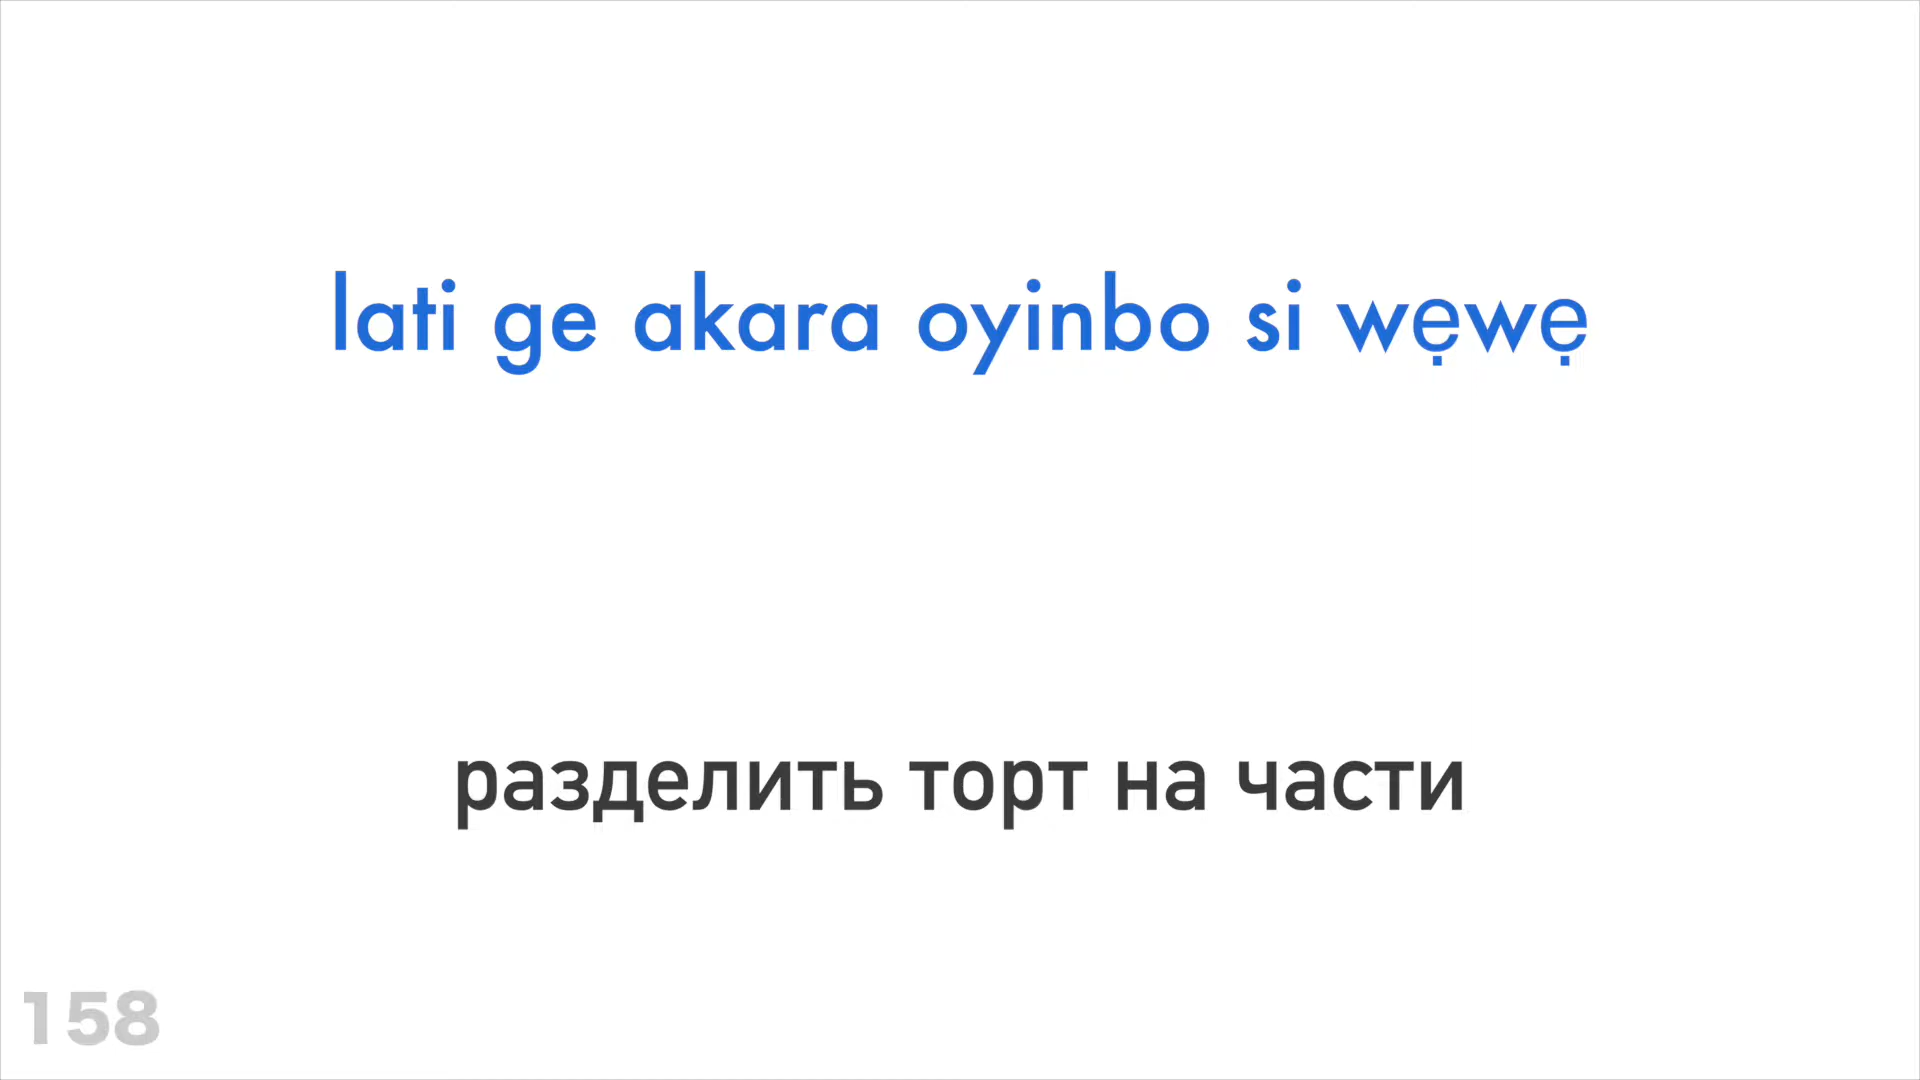 lati ge akara oyinbo si wẹwẹ
разделить торт на части
158